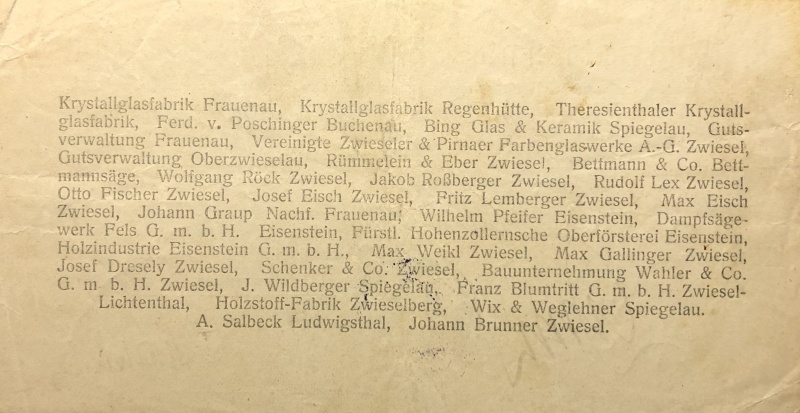 Krystallglasfabrik Frauenau, Krystallglasfabrik Regenhütte, Theresienthaler Krystall-
glasfabrik, Ferd. v. Poschinger Buchenau, Bing Glas & Keramik Spiegelau, Guts-
verwaltung Frauenau, Vereinigte Zwieseler & Pirnaer Farbenglaswerke A.-G. Zwiesel,
Gutsverwaltung Oberzwieselau, Rümmelein & Eber Zwiesel, Bettmann & Co. Bett-
mannsäge, Wolfgang Röck Zwiesel, Jakob Roßberger Zwiesel, Rudolf Lex Zwiesel,
Otto Fischer Zwiesel, Josef Eisch Zwiesel, Fritz Lemberger Zwiesel, Max Eisch
Zwiesel, Johann Graup Nachf. Frauenau, Wilhelm Pfeifer Eisenstein, Dampfsäge-
werk Fels G. m. b. H. Eisenstein, Fürstl. Hohenzollernsche Oberförsterei Eisenstein,
Holzindustrie Eisenstein G. m. b. H., Max Weikl Zwiesel, Max Gallinger Zwiesel,
Josef Dresely Zwiesel, Schenker & Co. Zwiesel, Bauunternehmung Wahler & Co.
G. m b. H. Zwiesel, J. Wildberger Spiegelau, Franz Blumtritt G. m. b. H. Zwiesel-
Lichtenthal, Holzstoff-Fabrik Zwieselberg, Wix & Weglehner Spiegelau.
A. Salbeck Ludwigsthal, Johann Brunner Zwiesel.